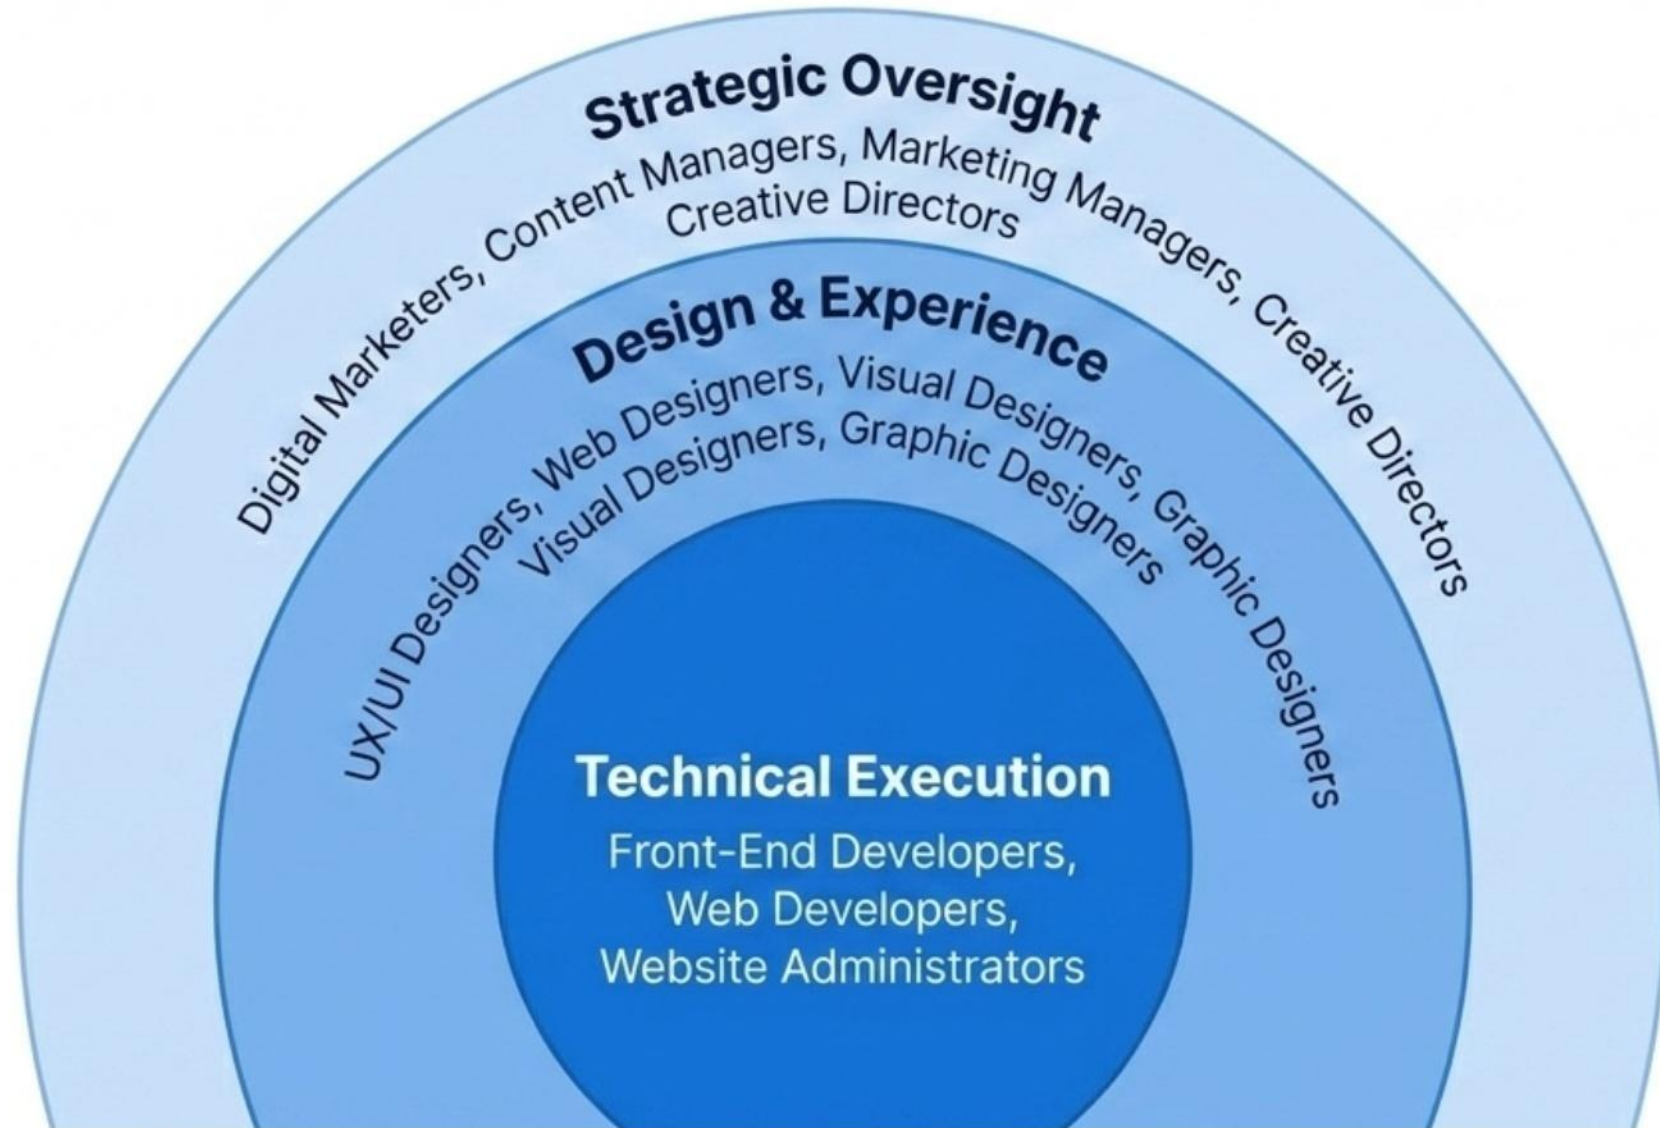 Strategic Oversight
Digital Marketers, Content Managers, Marketing Managers, Creative Directors
Creative Directors
Design & Experience
UX/UI Designers, Web Designers, Visual Designers, Graphic Designers
Visual Designers, Graphic Designers
Technical Execution
Front-End Developers,
Web Developers,
Website Administrators